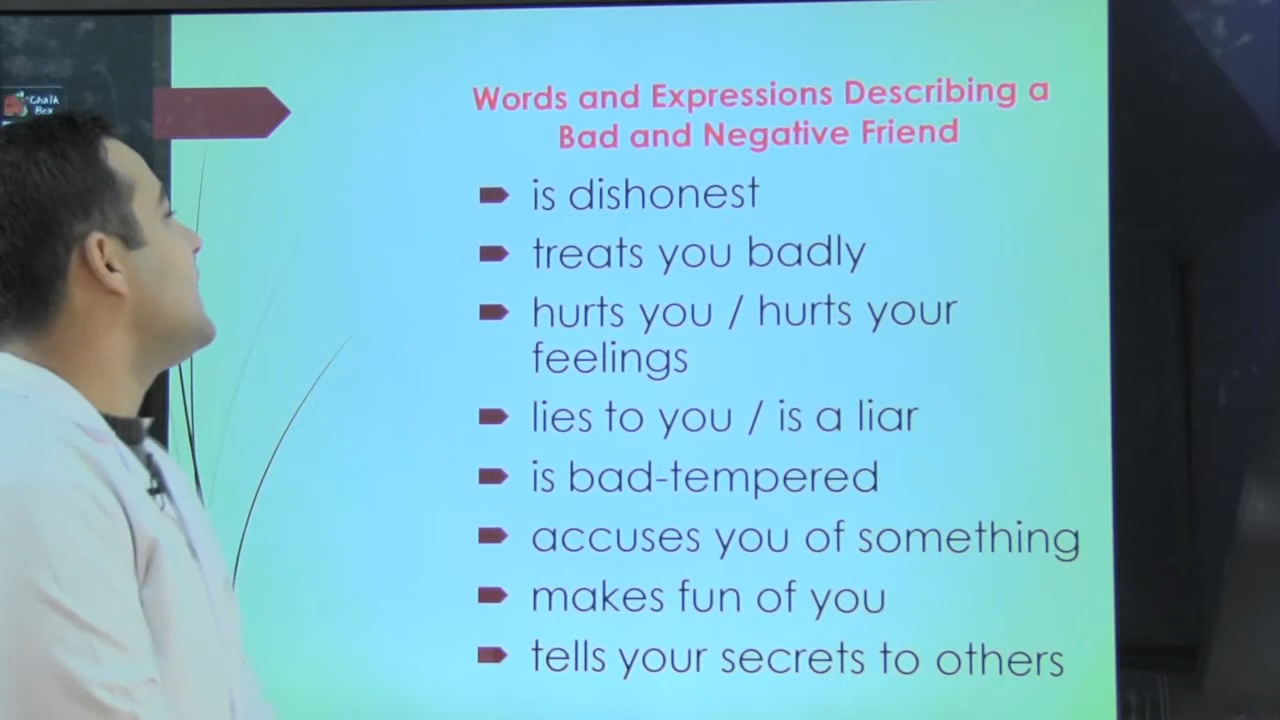 Chalk
Box
Words and Expressions Describing a
Bad and Negative Friend
is dishonest
treats you badly
hurts you / hurts your
feelings
lies to you / is a liar
is bad-tempered
accuses you of something
makes fun of you
tells your secrets to others